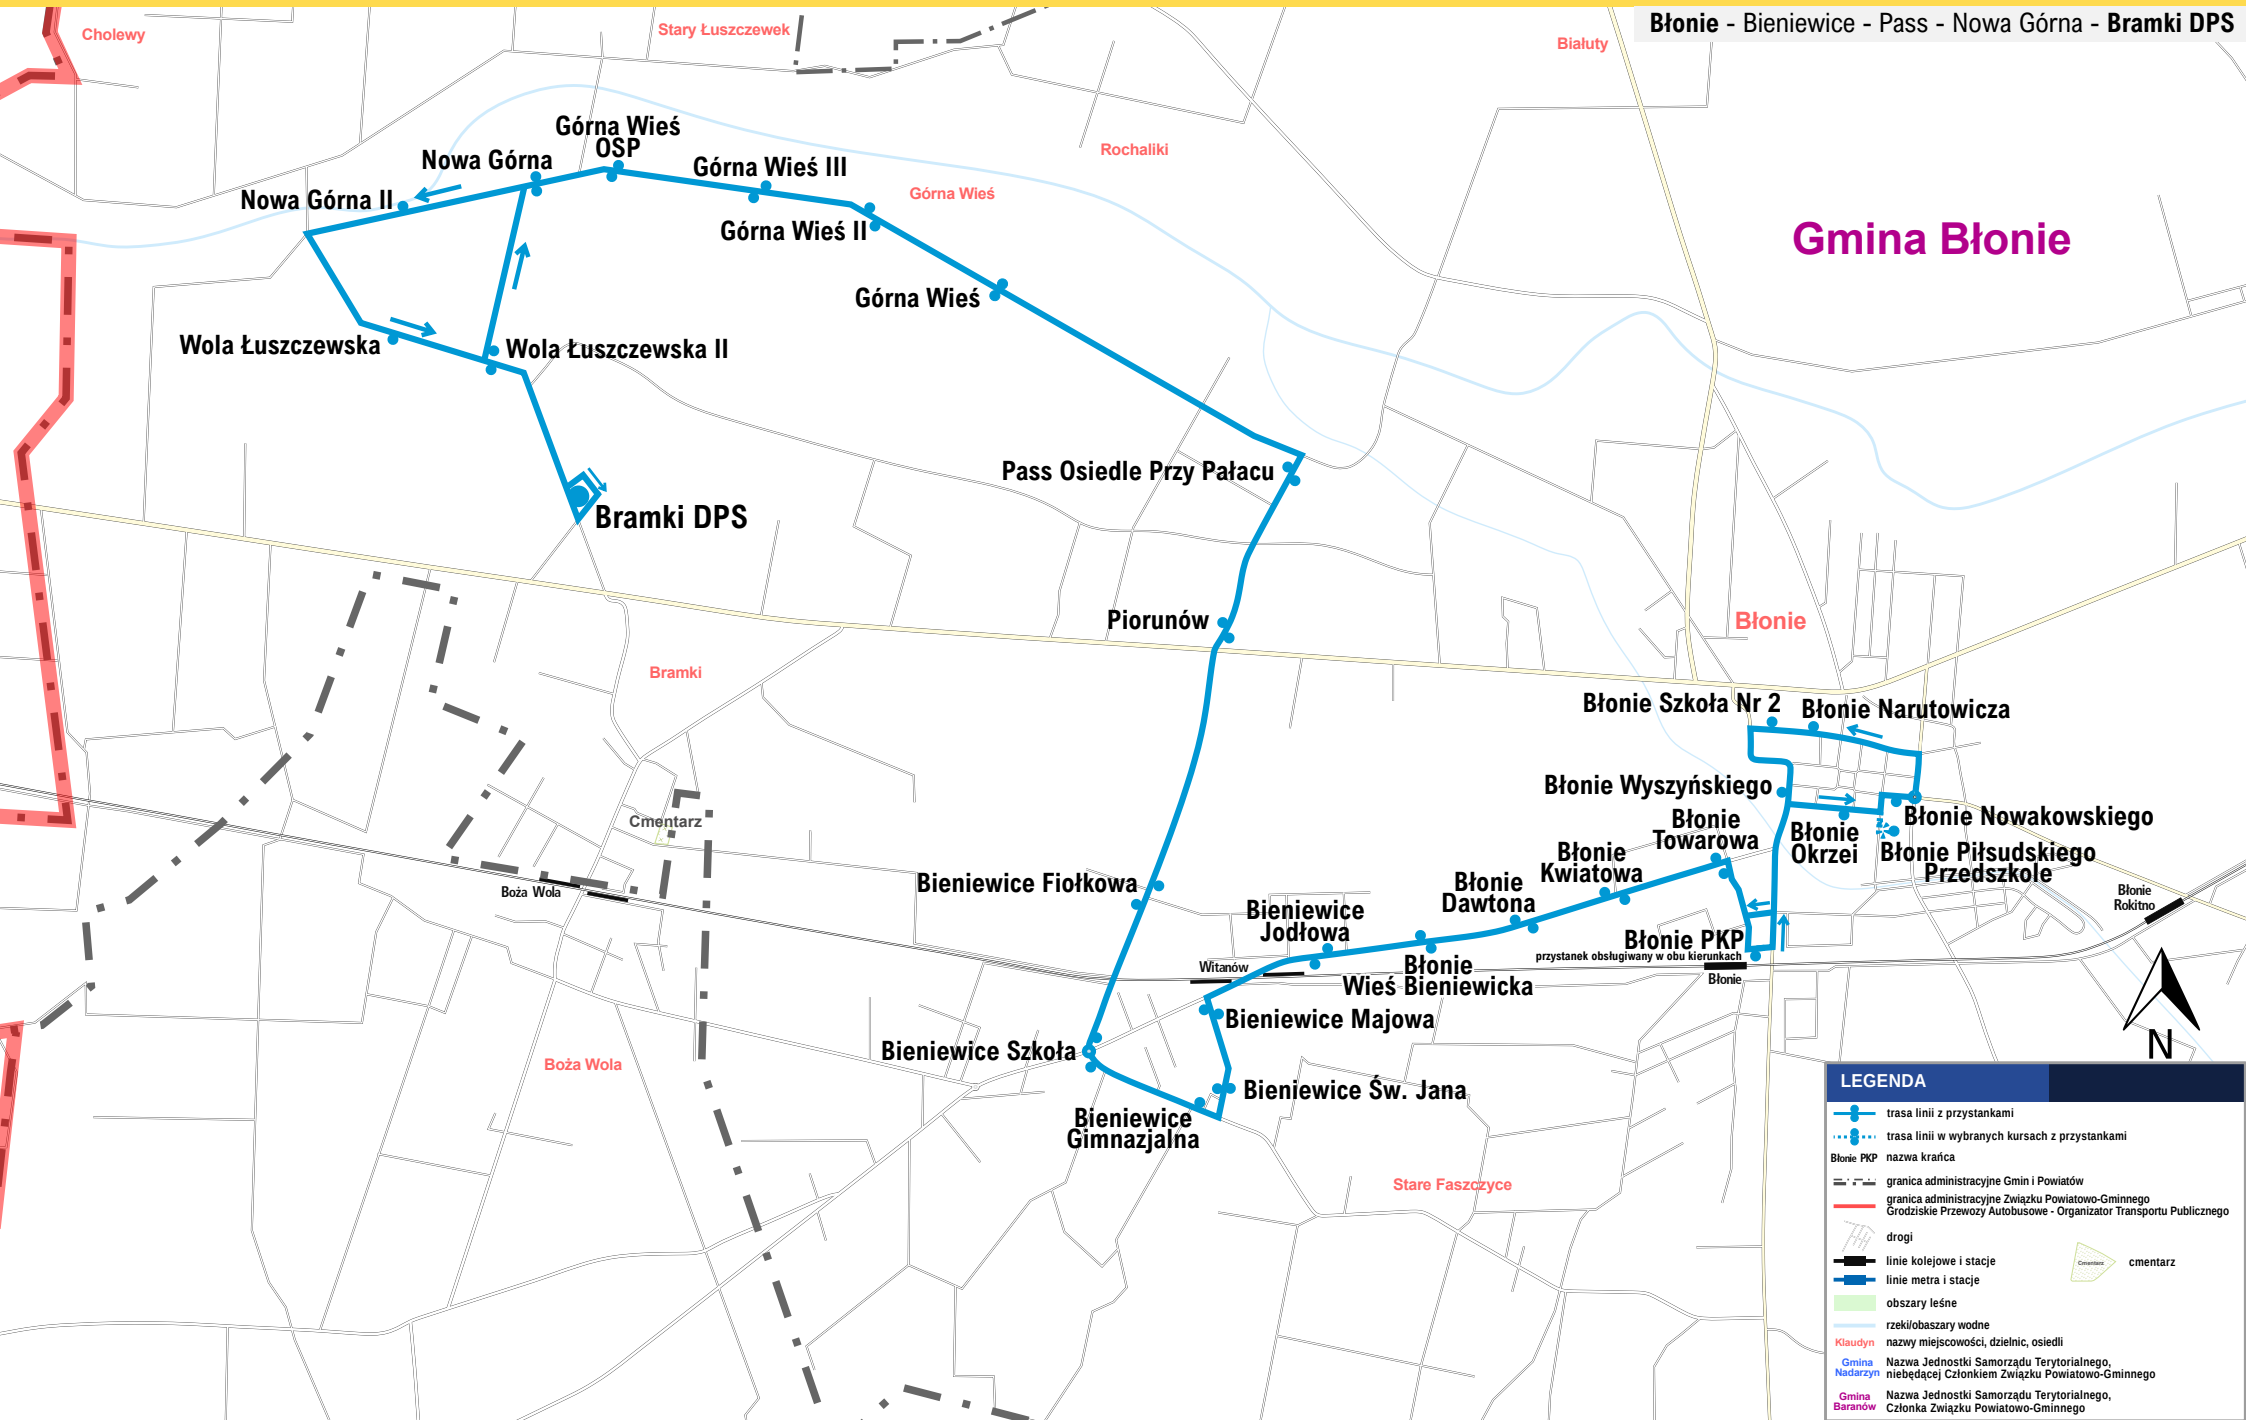 Błonie - Bieniewice - Pass - Nowa Górna - Bramki DPS
Cholewy
Stary Łuszczewek
Białuty
Rochaliki
Górna Wieś
Gmina Błonie
Górna Wieś
OSP
Nowa Górna
Górna Wieś III
Nowa Górna II
Górna Wieś II
Górna Wieś
Wola Łuszczewska
Wola Łuszczewska II
Pass Osiedle Przy Pałacu
Bramki DPS
Piorunów
Błonie
Bramki
Błonie Szkoła Nr 2
Błonie Narutowicza
Błonie Wyszyńskiego
Błonie
Towarowa
Błonie
Okrzei
Błonie Nowakowskiego
Błonie Piłsudskiego
Przedszkole
Cmentarz
Boża Wola
Bieniewice Fiołkowa
Błonie
Kwiatowa
Błonie
Dawtona
Bieniewice
Jodłowa
Błonie
Rokitno
Błonie PKP
przystanek obsługiwany w obu kierunkach
Błonie
Witanów
Błonie
Wieś Bieniewicka
Bieniewice Majowa
Bieniewice Szkoła
Boża Wola
Bieniewice Św. Jana
Bieniewice
Gimnazjalna
Stare Faszczyce
N
LEGENDA
trasa linii z przystankami
trasa linii w wybranych kursach z przystankami
Błonie PKP nazwa krańca
granica administracyjne Gmin i Powiatów
granica administracyjne Związku Powiatowo-Gminnego
Grodziskie Przewozy Autobusowe - Organizator Transportu Publicznego
drogi
linie kolejowe i stacje
Cmentarz cmentarz
linie metra i stacje
obszary leśne
rzeki/obaszary wodne
Klaudyn nazwy miejscowości, dzielnic, osiedli
Gmina
Nadarzyn
Nazwa Jednostki Samorządu Terytorialnego,
niebędącej Członkiem Związku Powiatowo-Gminnego
Gmina
Baranów
Nazwa Jednostki Samorządu Terytorialnego,
Członka Związku Powiatowo-Gminnego